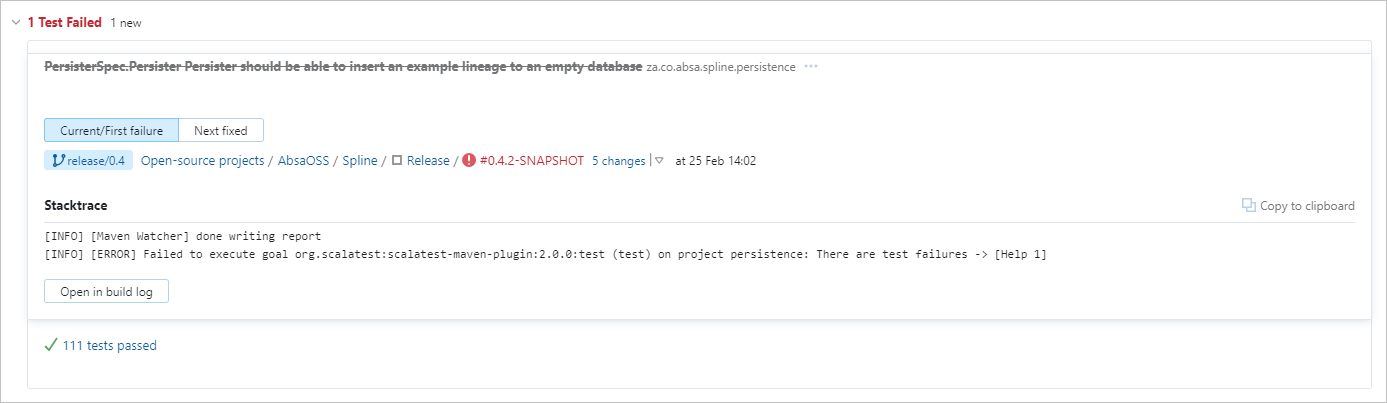 1 Test Failed 1 new
PersisterSpec.Persister Persister should be able to insert an example lineage to an empty database za.co.absa.spline.persistence ···
Current/First failure Next fixed
release/0.4 Open-source projects / AbsaOSS / Spline / Release / #0.4.2-SNAPSHOT 5 changes at 25 Feb 14:02
Stacktrace Copy to clipboard
[INFO] [Maven Watcher] done writing report
[INFO] [ERROR] Failed to execute goal org.scalatest:scalatest-maven-plugin:2.0.0:test (test) on project persistence: There are test failures -> [Help 1]
Open in build log
111 tests passed